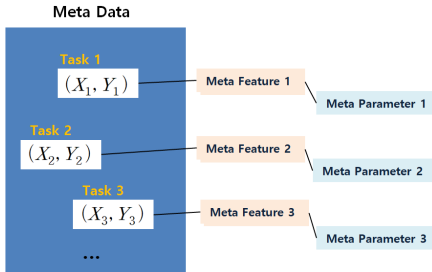 Meta Data
Task 1
(X₁, Y₁)
Meta Feature 1
Meta Parameter 1
Task 2
(X₂, Y₂)
Meta Feature 2
Meta Parameter 2
Task 3
(X₃, Y₃)
Meta Feature 3
Meta Parameter 3
...